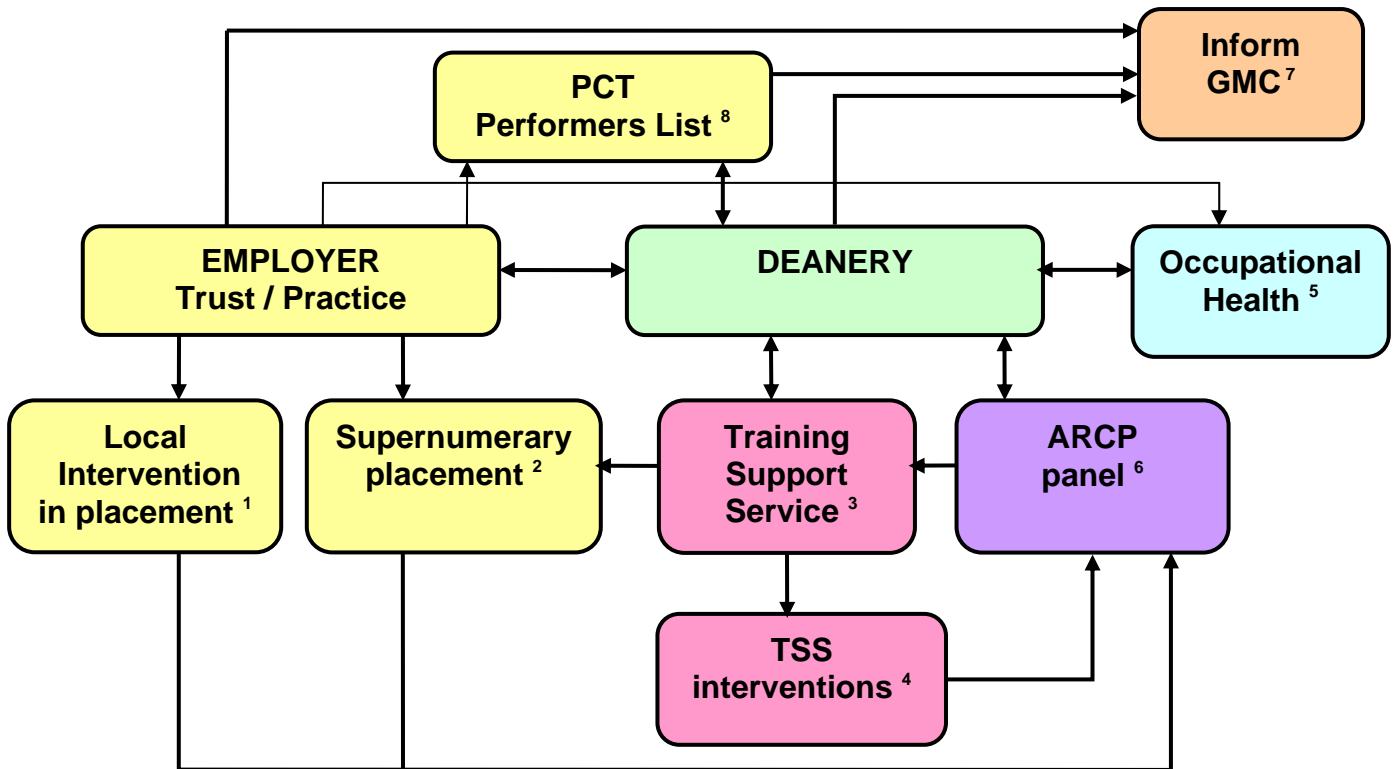 Inform
GMC 7
PCT
Performers List 8
EMPLOYER
Trust / Practice
DEANERY
Occupational
Health 5
Local
Intervention
in placement 1
Supernumerary
placement 2
Training
Support
Service 3
ARCP
panel 6
TSS
interventions 4